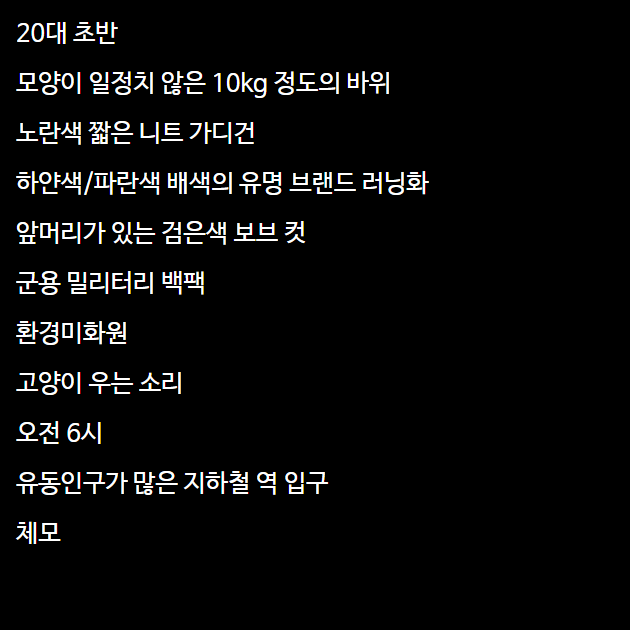 20대 초반
모양이 일정치 않은 10kg 정도의 바위
노란색 짧은 니트 가디건
하얀색/파란색 배색의 유명 브랜드 러닝화
앞머리가 있는 검은색 보브 컷
군용 밀리터리 백팩
환경미화원
고양이 우는 소리
오전 6시
유동인구가 많은 지하철 역 입구
체모